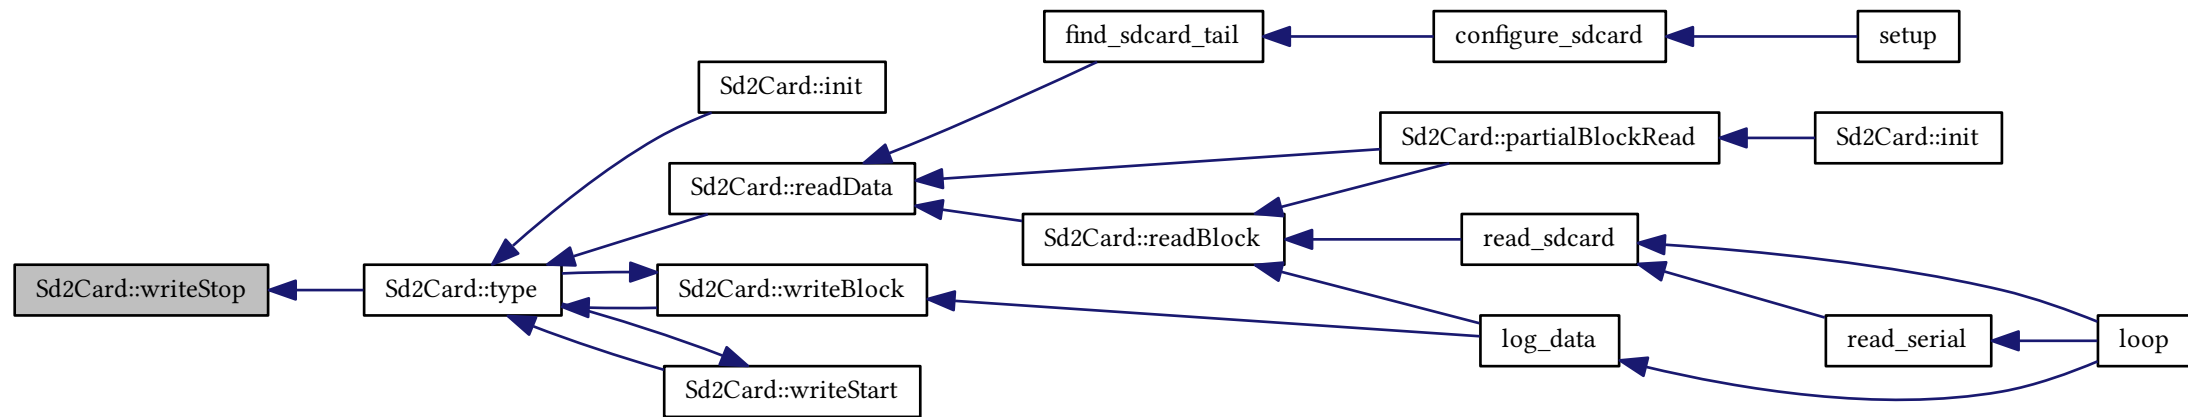 find_sdcard_tail
configure_sdcard
setup
Sd2Card::init
Sd2Card::partialBlockRead
Sd2Card::init
Sd2Card::readData
Sd2Card::readBlock
read_sdcard
Sd2Card::writeStop
Sd2Card::type
Sd2Card::writeBlock
log_data
read_serial
loop
Sd2Card::writeStart